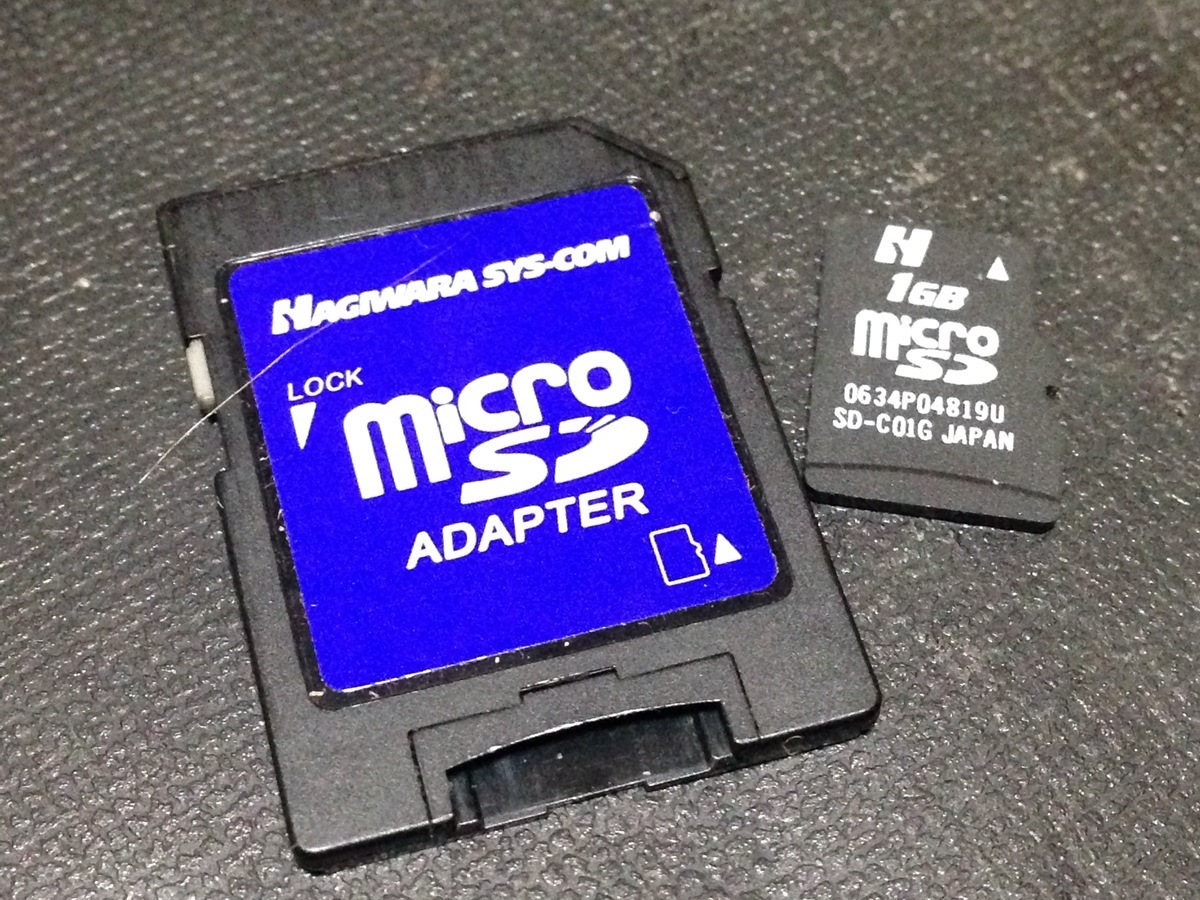 HAGIWARA SYS-COM
LOCK
micro
SD
ADAPTER
H
1GB
micro
SD
0634P04819U
SD-C01G JAPAN